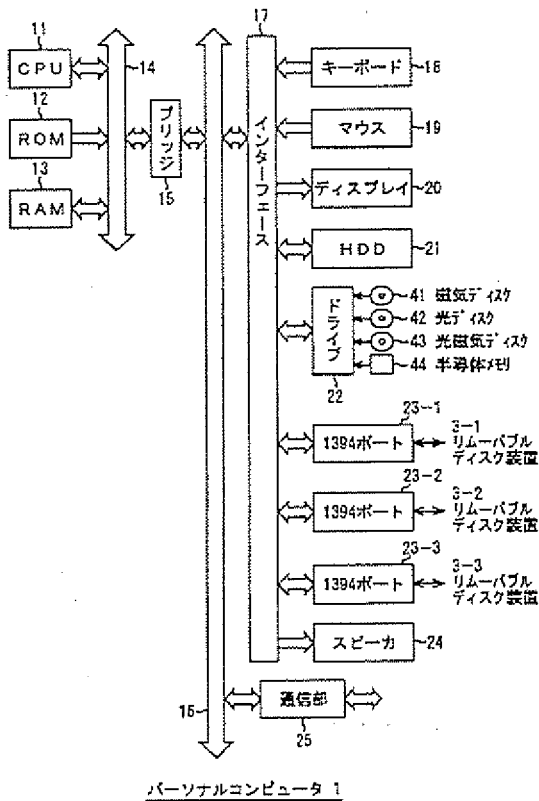 11
CPU
14
12
ROM
13
RAM
ブリッジ
15
16
17
インターフェース
キーボード 18
マウス 19
ディスプレイ 20
HDD 21
ドライブ
22
41 磁気ディスク
42 光ディスク
43 光磁気ディスク
44 半導体メモリ
23-1
1394ポート
3-1
リムーバブル
ディスク装置
23-2
1394ポート
3-2
リムーバブル
ディスク装置
23-3
1394ポート
3-3
リムーバブル
ディスク装置
スピーカ 24
通信部
25
パーソナルコンピュータ 1